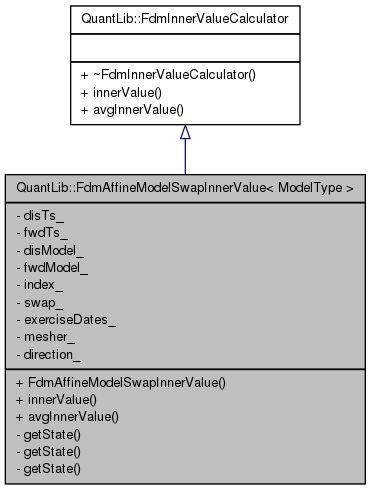 QuantLib::FdmInnerValueCalculator
+ ~FdmInnerValueCalculator()
+ innerValue()
+ avgInnerValue()
QuantLib::FdmAffineModelSwapInnerValue< ModelType >
- disTs_
- fwdTs_
- disModel_
- fwdModel_
- index_
- swap_
- exerciseDates_
- mesher_
- direction_
+ FdmAffineModelSwapInnerValue()
+ innerValue()
+ avgInnerValue()
- getState()
- getState()
- getState()